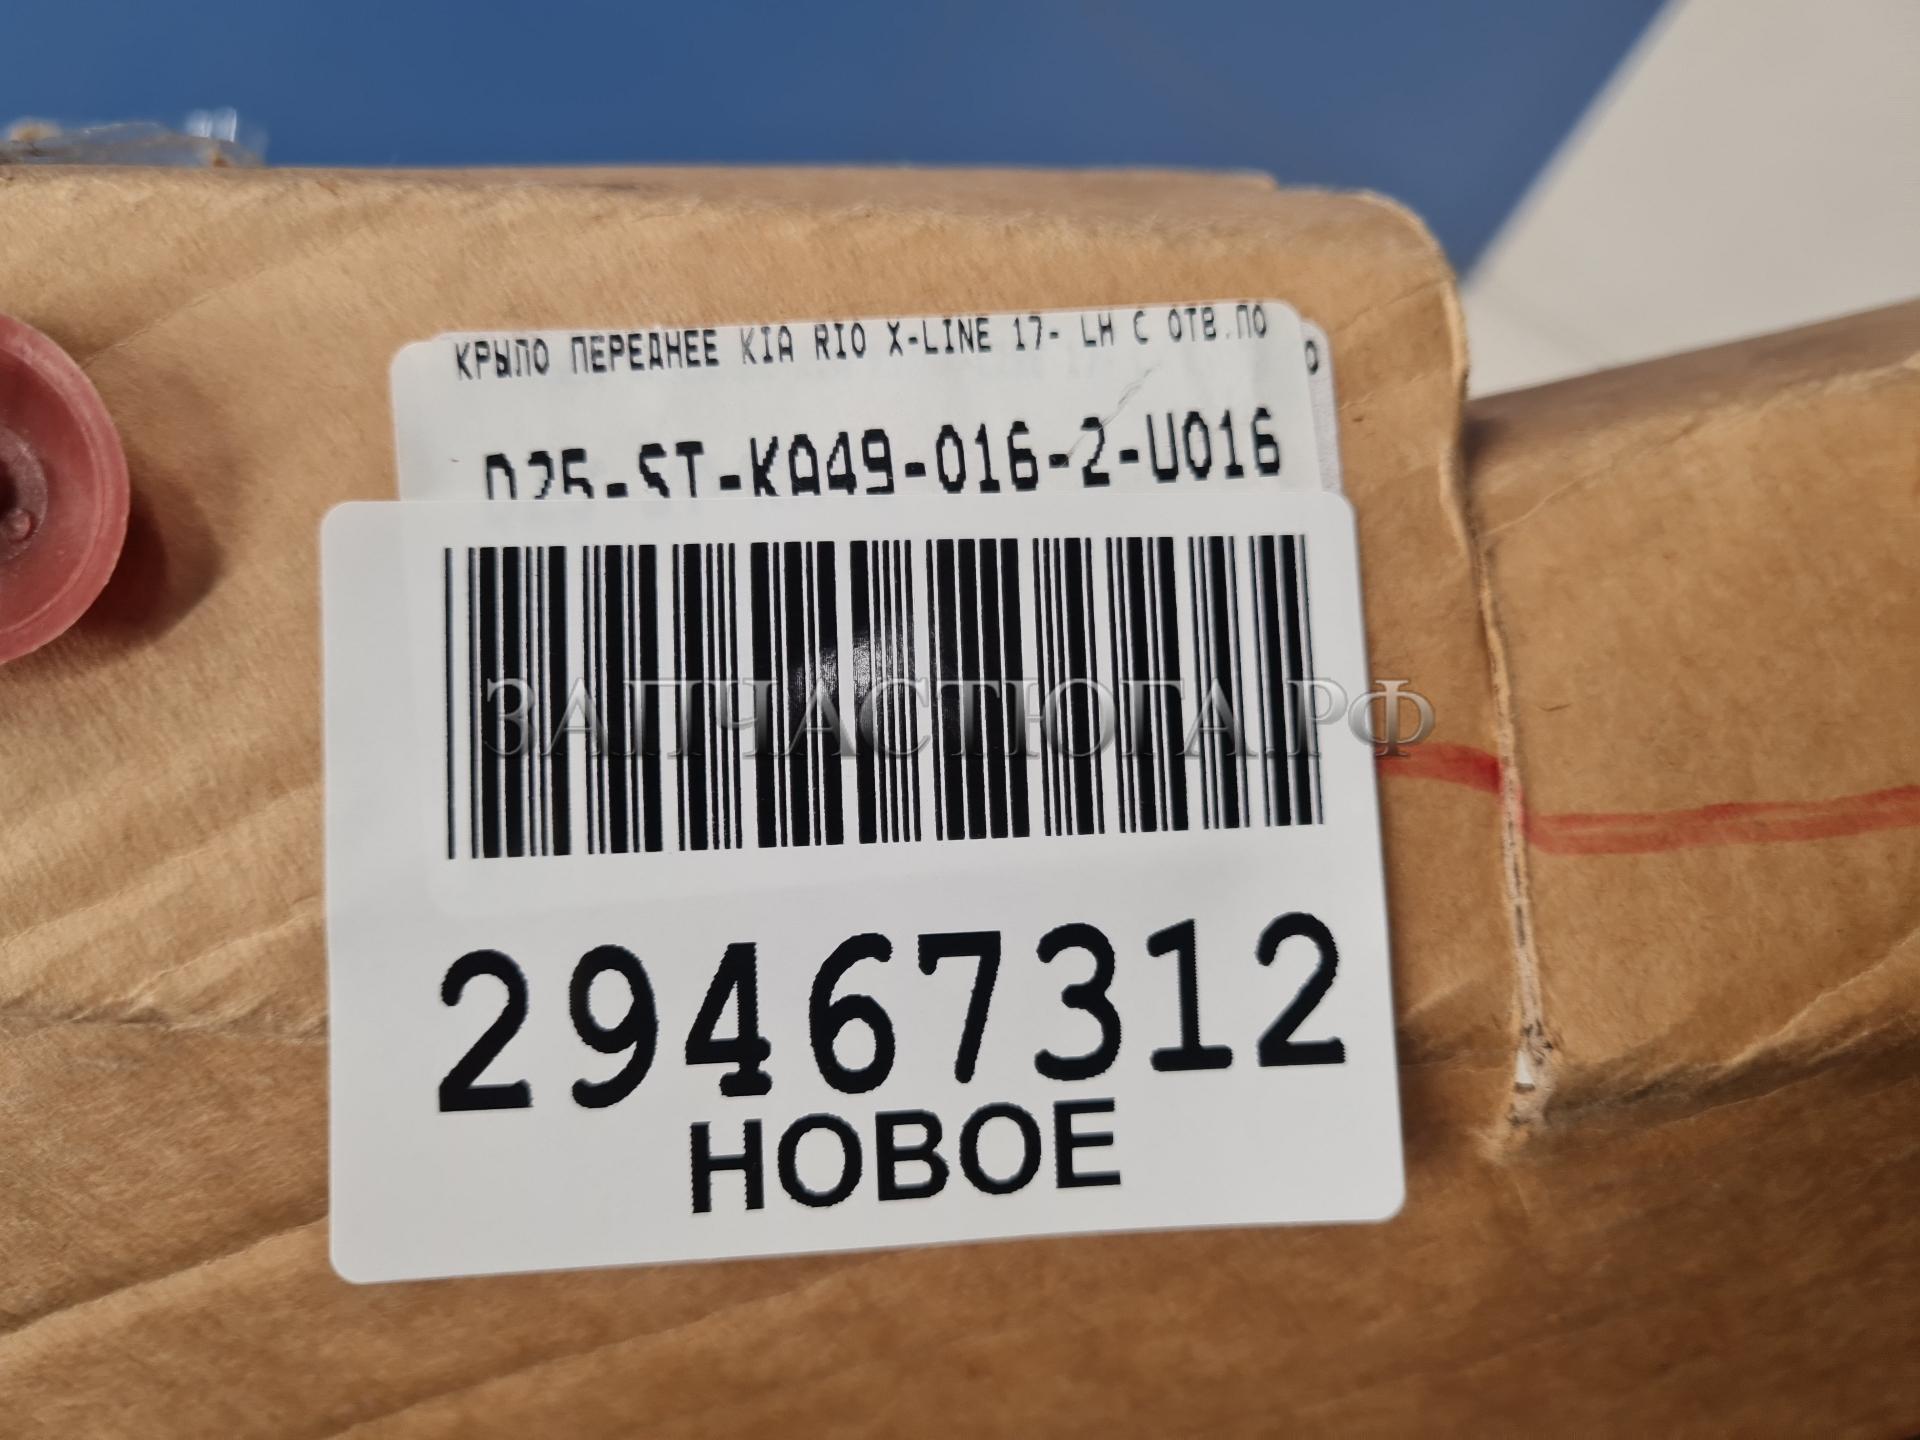 КРЫЛО ПЕРЕДНЕЕ KIA RIO X-LINE 17- LH С ОТВ.ПО
О
D25-ST-KA49-016-2-U016
ЗАПЧАСТЮГА.РФ
29467312
НОВОЕ